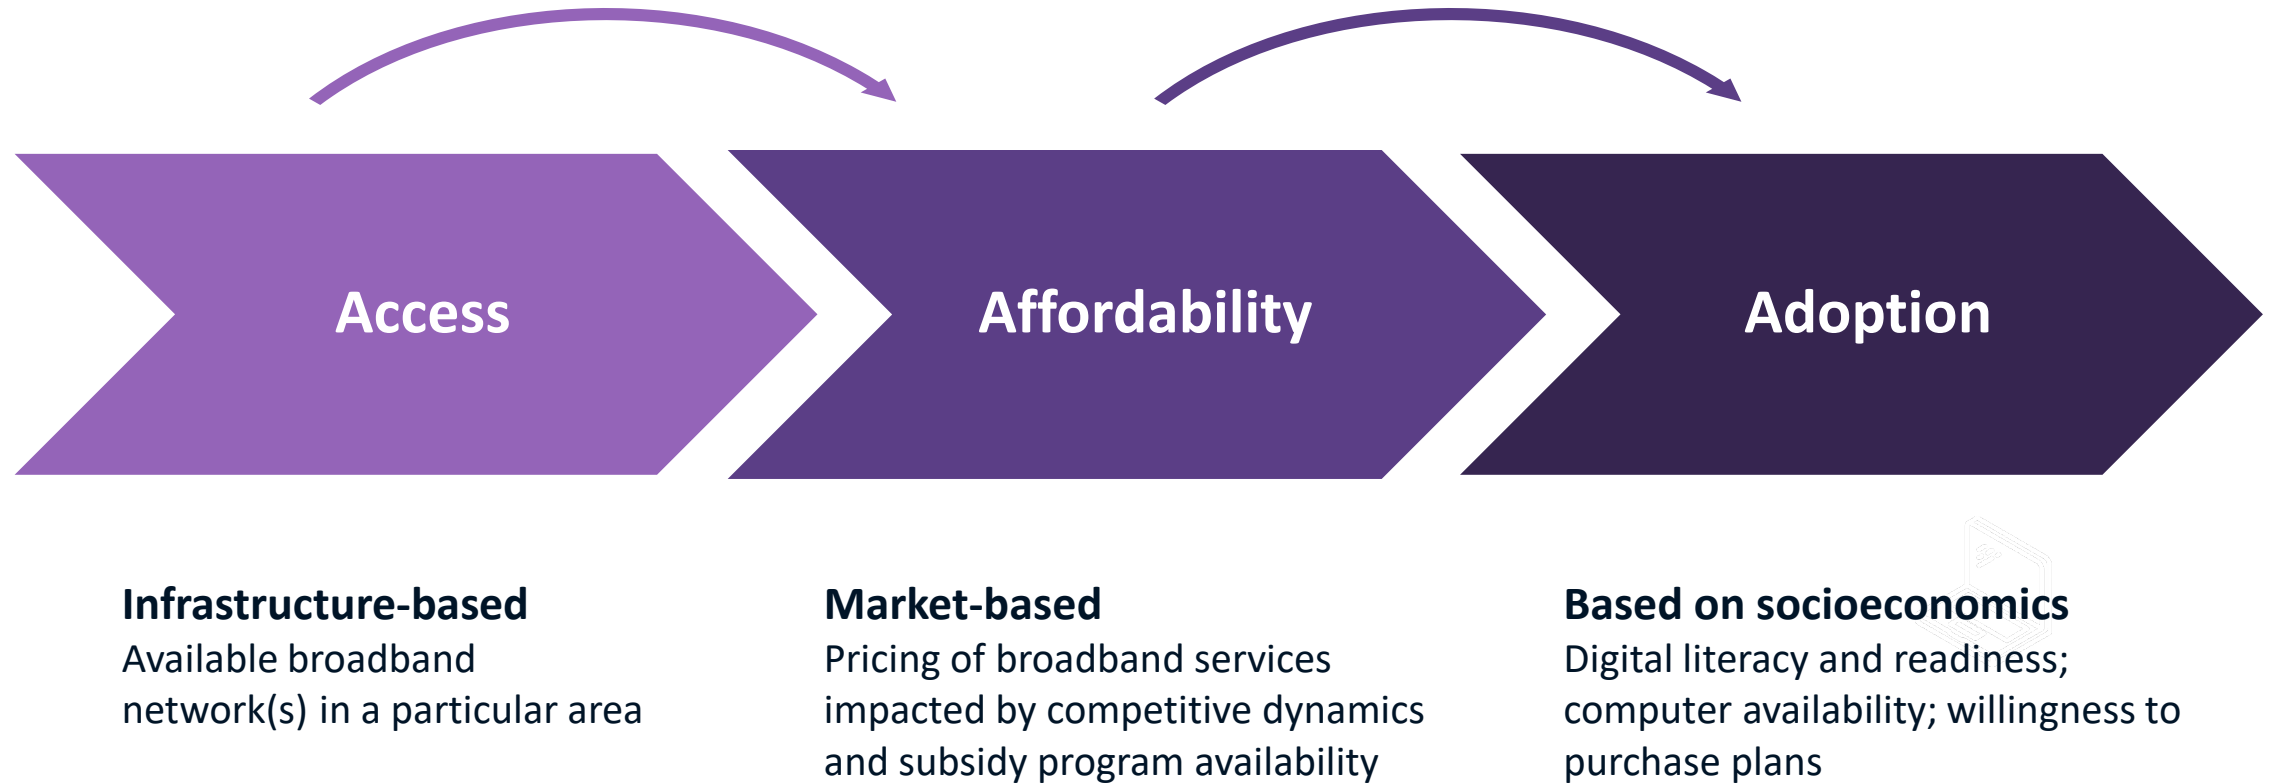 Access
Affordability
Adoption
Infrastructure-based
Available broadband
network(s) in a particular area
Market-based
Pricing of broadband services
impacted by competitive dynamics
and subsidy program availability
Based on socioeconomics
Digital literacy and readiness;
computer availability; willingness to
purchase plans